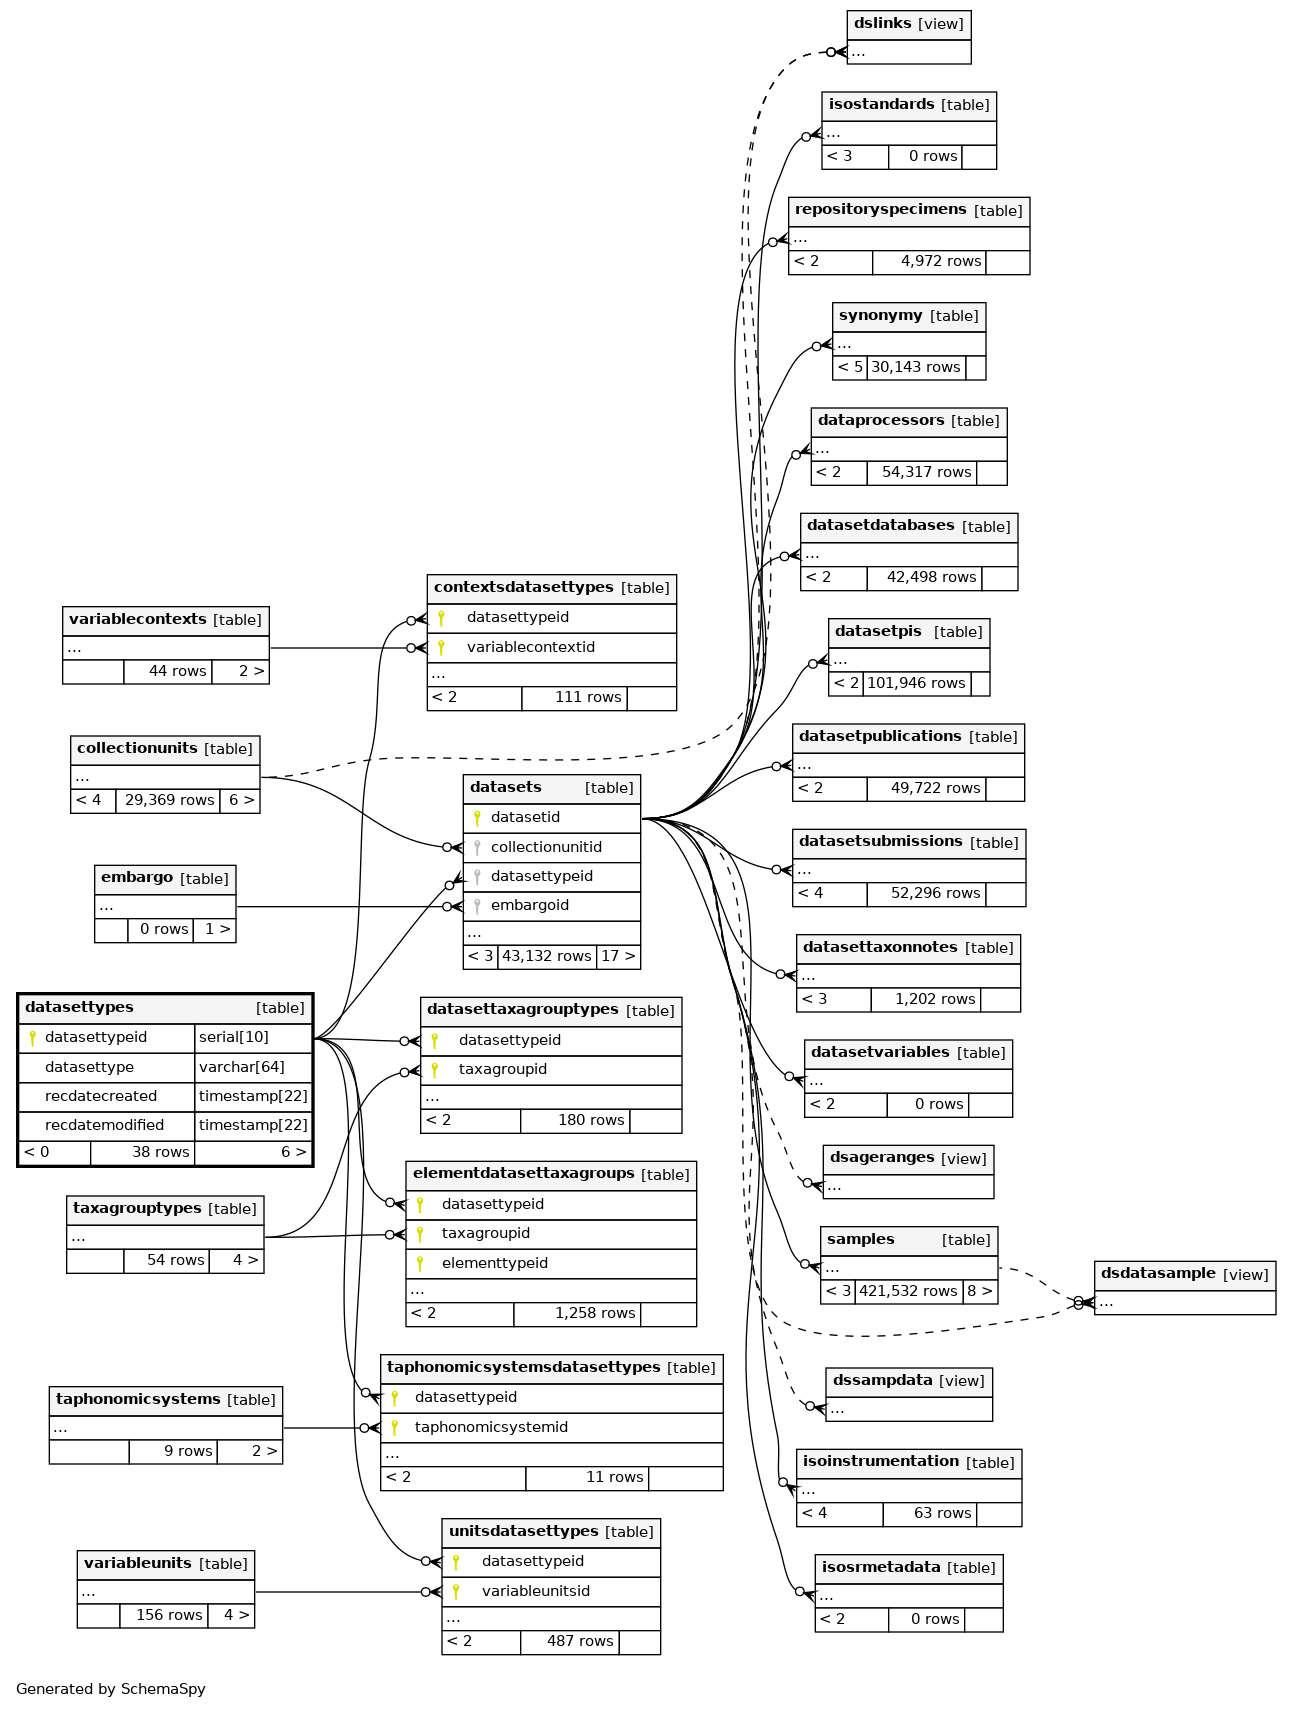 dslinks [view]
...
isostandards [table]
...
< 3 0 rows
repositoryspecimens [table]
...
< 2 4,972 rows
synonymy [table]
...
< 5 30,143 rows
dataprocessors [table]
...
< 2 54,317 rows
datasetdatabases [table]
...
< 2 42,498 rows
datasetpis [table]
...
< 2 101,946 rows
datasetpublications [table]
...
< 2 49,722 rows
datasetsubmissions [table]
...
< 4 52,296 rows
datasettaxonnotes [table]
...
< 3 1,202 rows
datasetvariables [table]
...
< 2 0 rows
dsageranges [view]
...
samples [table]
...
< 3 421,532 rows 8 >
dsdatasample [view]
...
dssampdata [view]
...
isoinstrumentation [table]
...
< 4 63 rows
isosrmetadata [table]
...
< 2 0 rows
contextsdatasettypes [table]
datasettypeid
variablecontextid
...
< 2 111 rows
datasets [table]
datasetid
collectionunitid
datasettypeid
embargoid
...
< 3 43,132 rows 17 >
datasettaxagrouptypes [table]
datasettypeid
taxagroupid
...
< 2 180 rows
elementdatasettaxagroups [table]
datasettypeid
taxagroupid
elementtypeid
...
< 2 1,258 rows
taphonomicsystemsdatasettypes [table]
datasettypeid
taphonomicsystemid
...
< 2 11 rows
unitsdatasettypes [table]
datasettypeid
variableunitsid
...
< 2 487 rows
variablecontexts [table]
...
44 rows 2 >
collectionunits [table]
...
< 4 29,369 rows 6 >
embargo [table]
...
0 rows 1 >
datasettypes [table]
datasettypeid serial[10]
datasettype varchar[64]
recdatecreated timestamp[22]
recdatemodified timestamp[22]
< 0 38 rows 6 >
taxagrouptypes [table]
...
54 rows 4 >
taphonomicsystems [table]
...
9 rows 2 >
variableunits [table]
...
156 rows 4 >
Generated by SchemaSpy